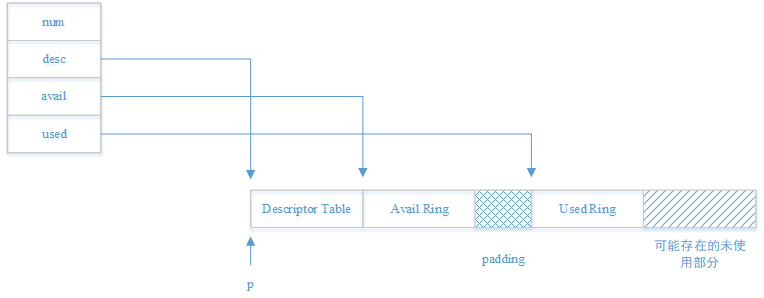 num
desc
avail
used
Descriptor Table
Avail Ring
Used Ring
可能存在的未使
用部分
padding
p